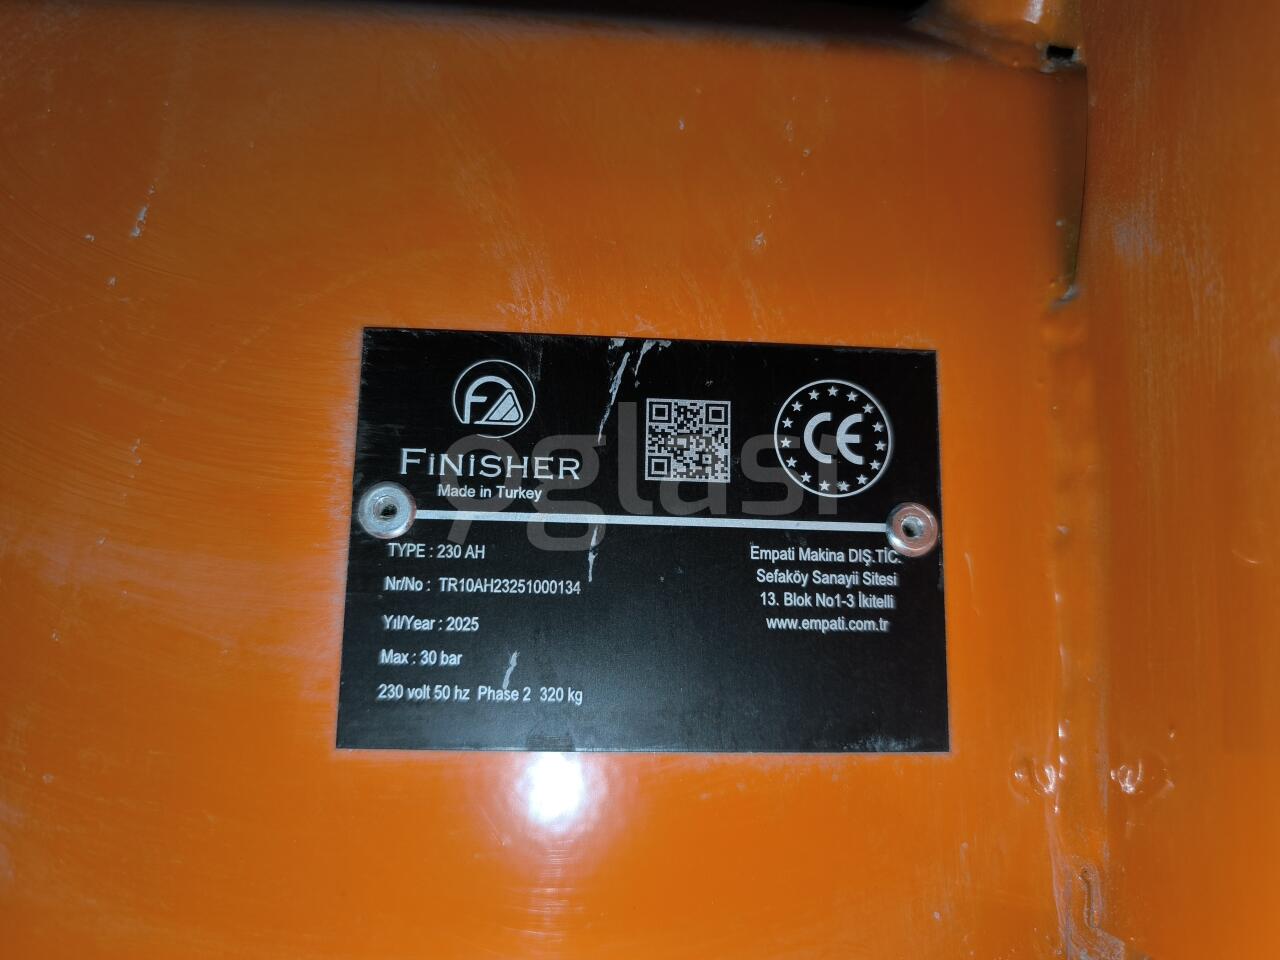 FiNiSHER
Made in Turkey
CE
TYPE : 230 AH
Nr/No : TR10AH23251000134
Yıl/Year : 2025
Max : 30 bar
230 volt 50 hz Phase 2 320 kg
Empati Makina DIŞ.TİC.
Sefaköy Sanayii Sitesi
13. Blok No1-3 İkitelli
www.empati.com.tr